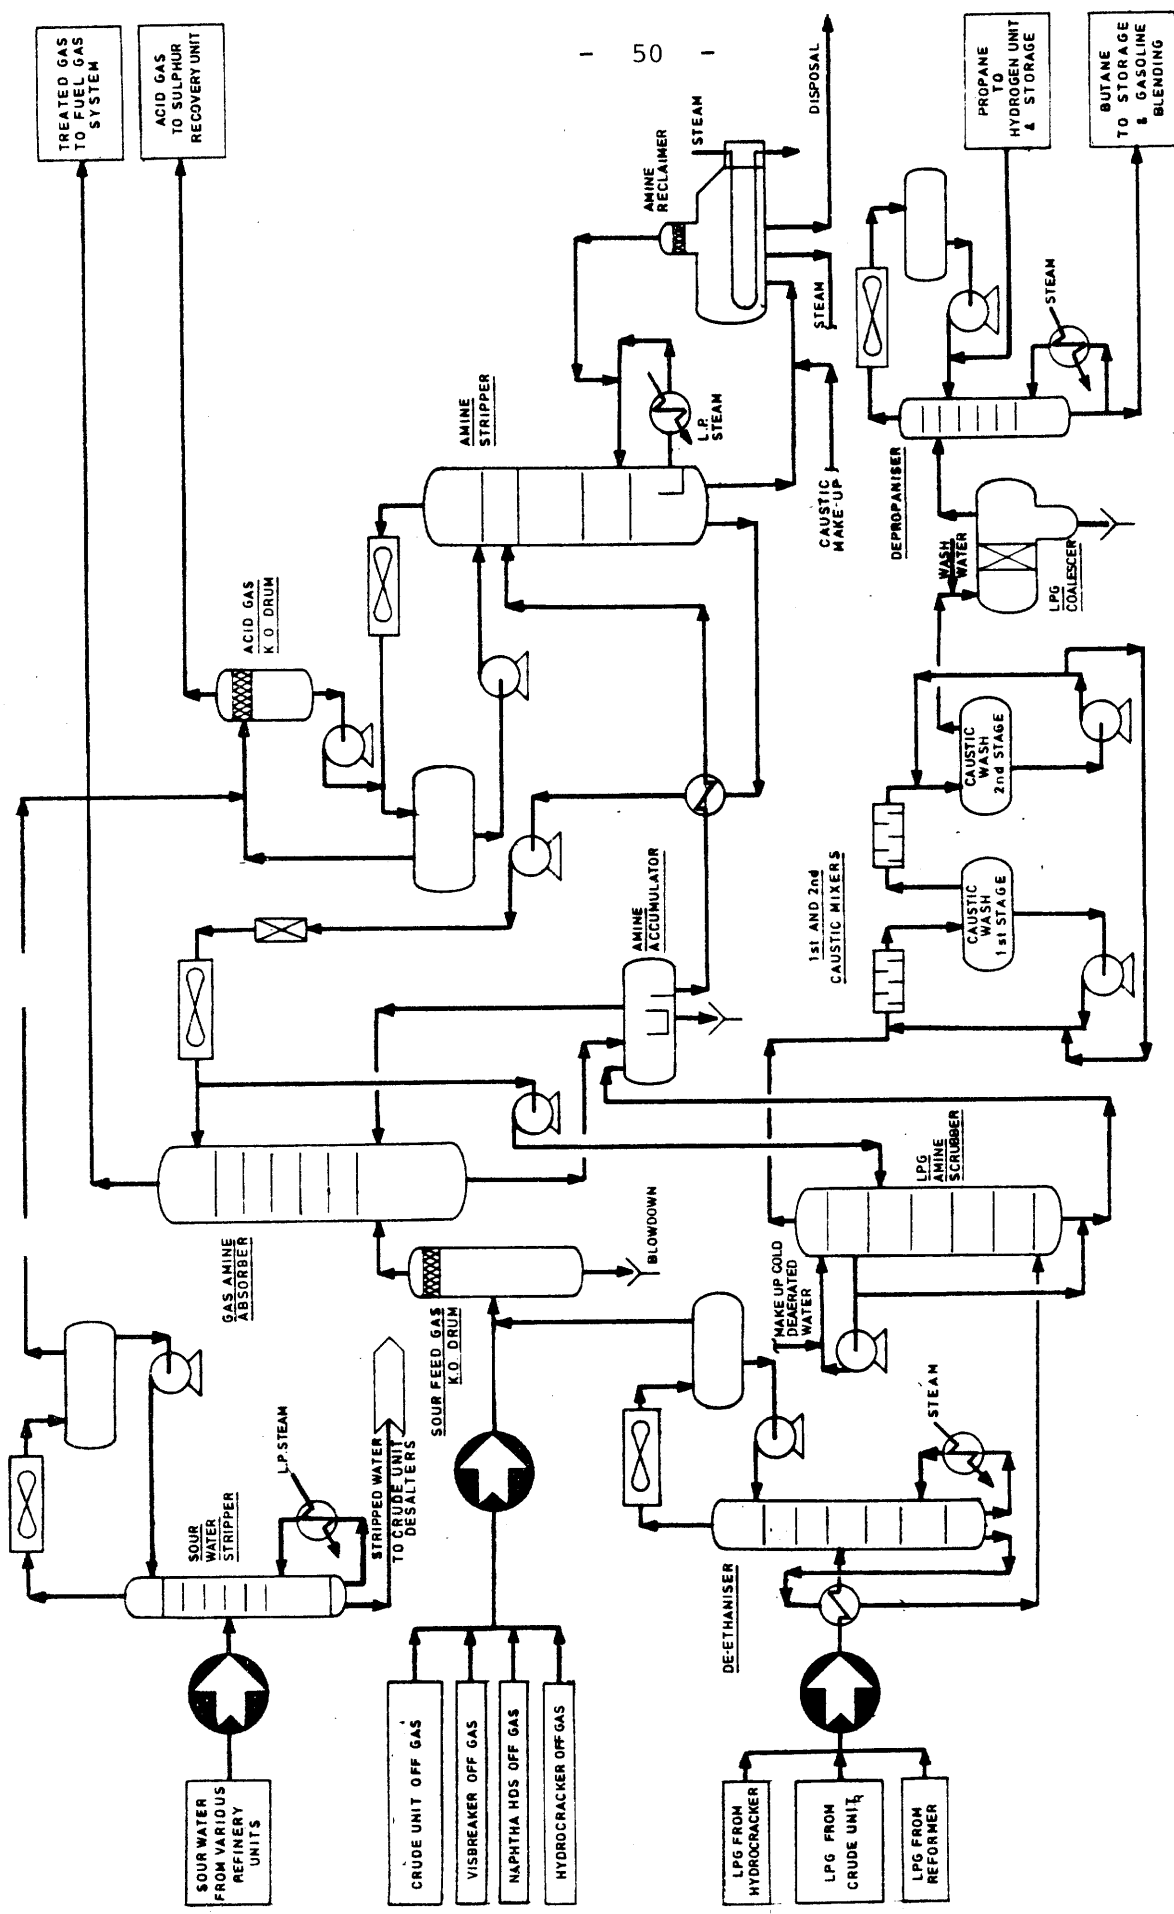 - 50 -
TREATED GAS
TO FUEL GAS
SYSTEM
ACID GAS
TO SULPHUR
RECOVERY UNIT
ACID GAS
K.O DRUM
AMINE
STRIPPER
L.P.
STEAM
AMINE
RECLAIMER
STEAM
STEAM
DISPOSAL
CAUSTIC
MAKE-UP
SOUR WATER
FROM VARIOUS
REFINERY
UNITS
SOUR
WATER
STRIPPER
L.P. STEAM
STRIPPED WATER
TO CRUDE UNIT
DESALTERS
GAS AMINE
ABSORBER
SOUR FEED GAS
K.O. DRUM
BLOWDOWN
AMINE
ACCUMULATOR
CRUDE UNIT OFF GAS
VISBREAKER OFF GAS
NAPHTHA HDS OFF GAS
HYDROCRACKER OFF GAS
LPG FROM
HYDROCRACKER
LPG FROM
CRUDE UNIT
LPG FROM
REFORMER
DE-ETHANISER
STEAM
MAKE UP COLD
DEAERATED
WATER
LPG
AMINE
SCRUBBER
1st AND 2nd
CAUSTIC MIXERS
CAUSTIC
WASH
1st STAGE
CAUSTIC
WASH
2nd STAGE
WASH
WATER
LPG
COALESCER
DEPROPANISER
STEAM
PROPANE
TO
HYDROGEN UNIT
& STORAGE
BUTANE
TO STORAGE
& GASOLINE
BLENDING